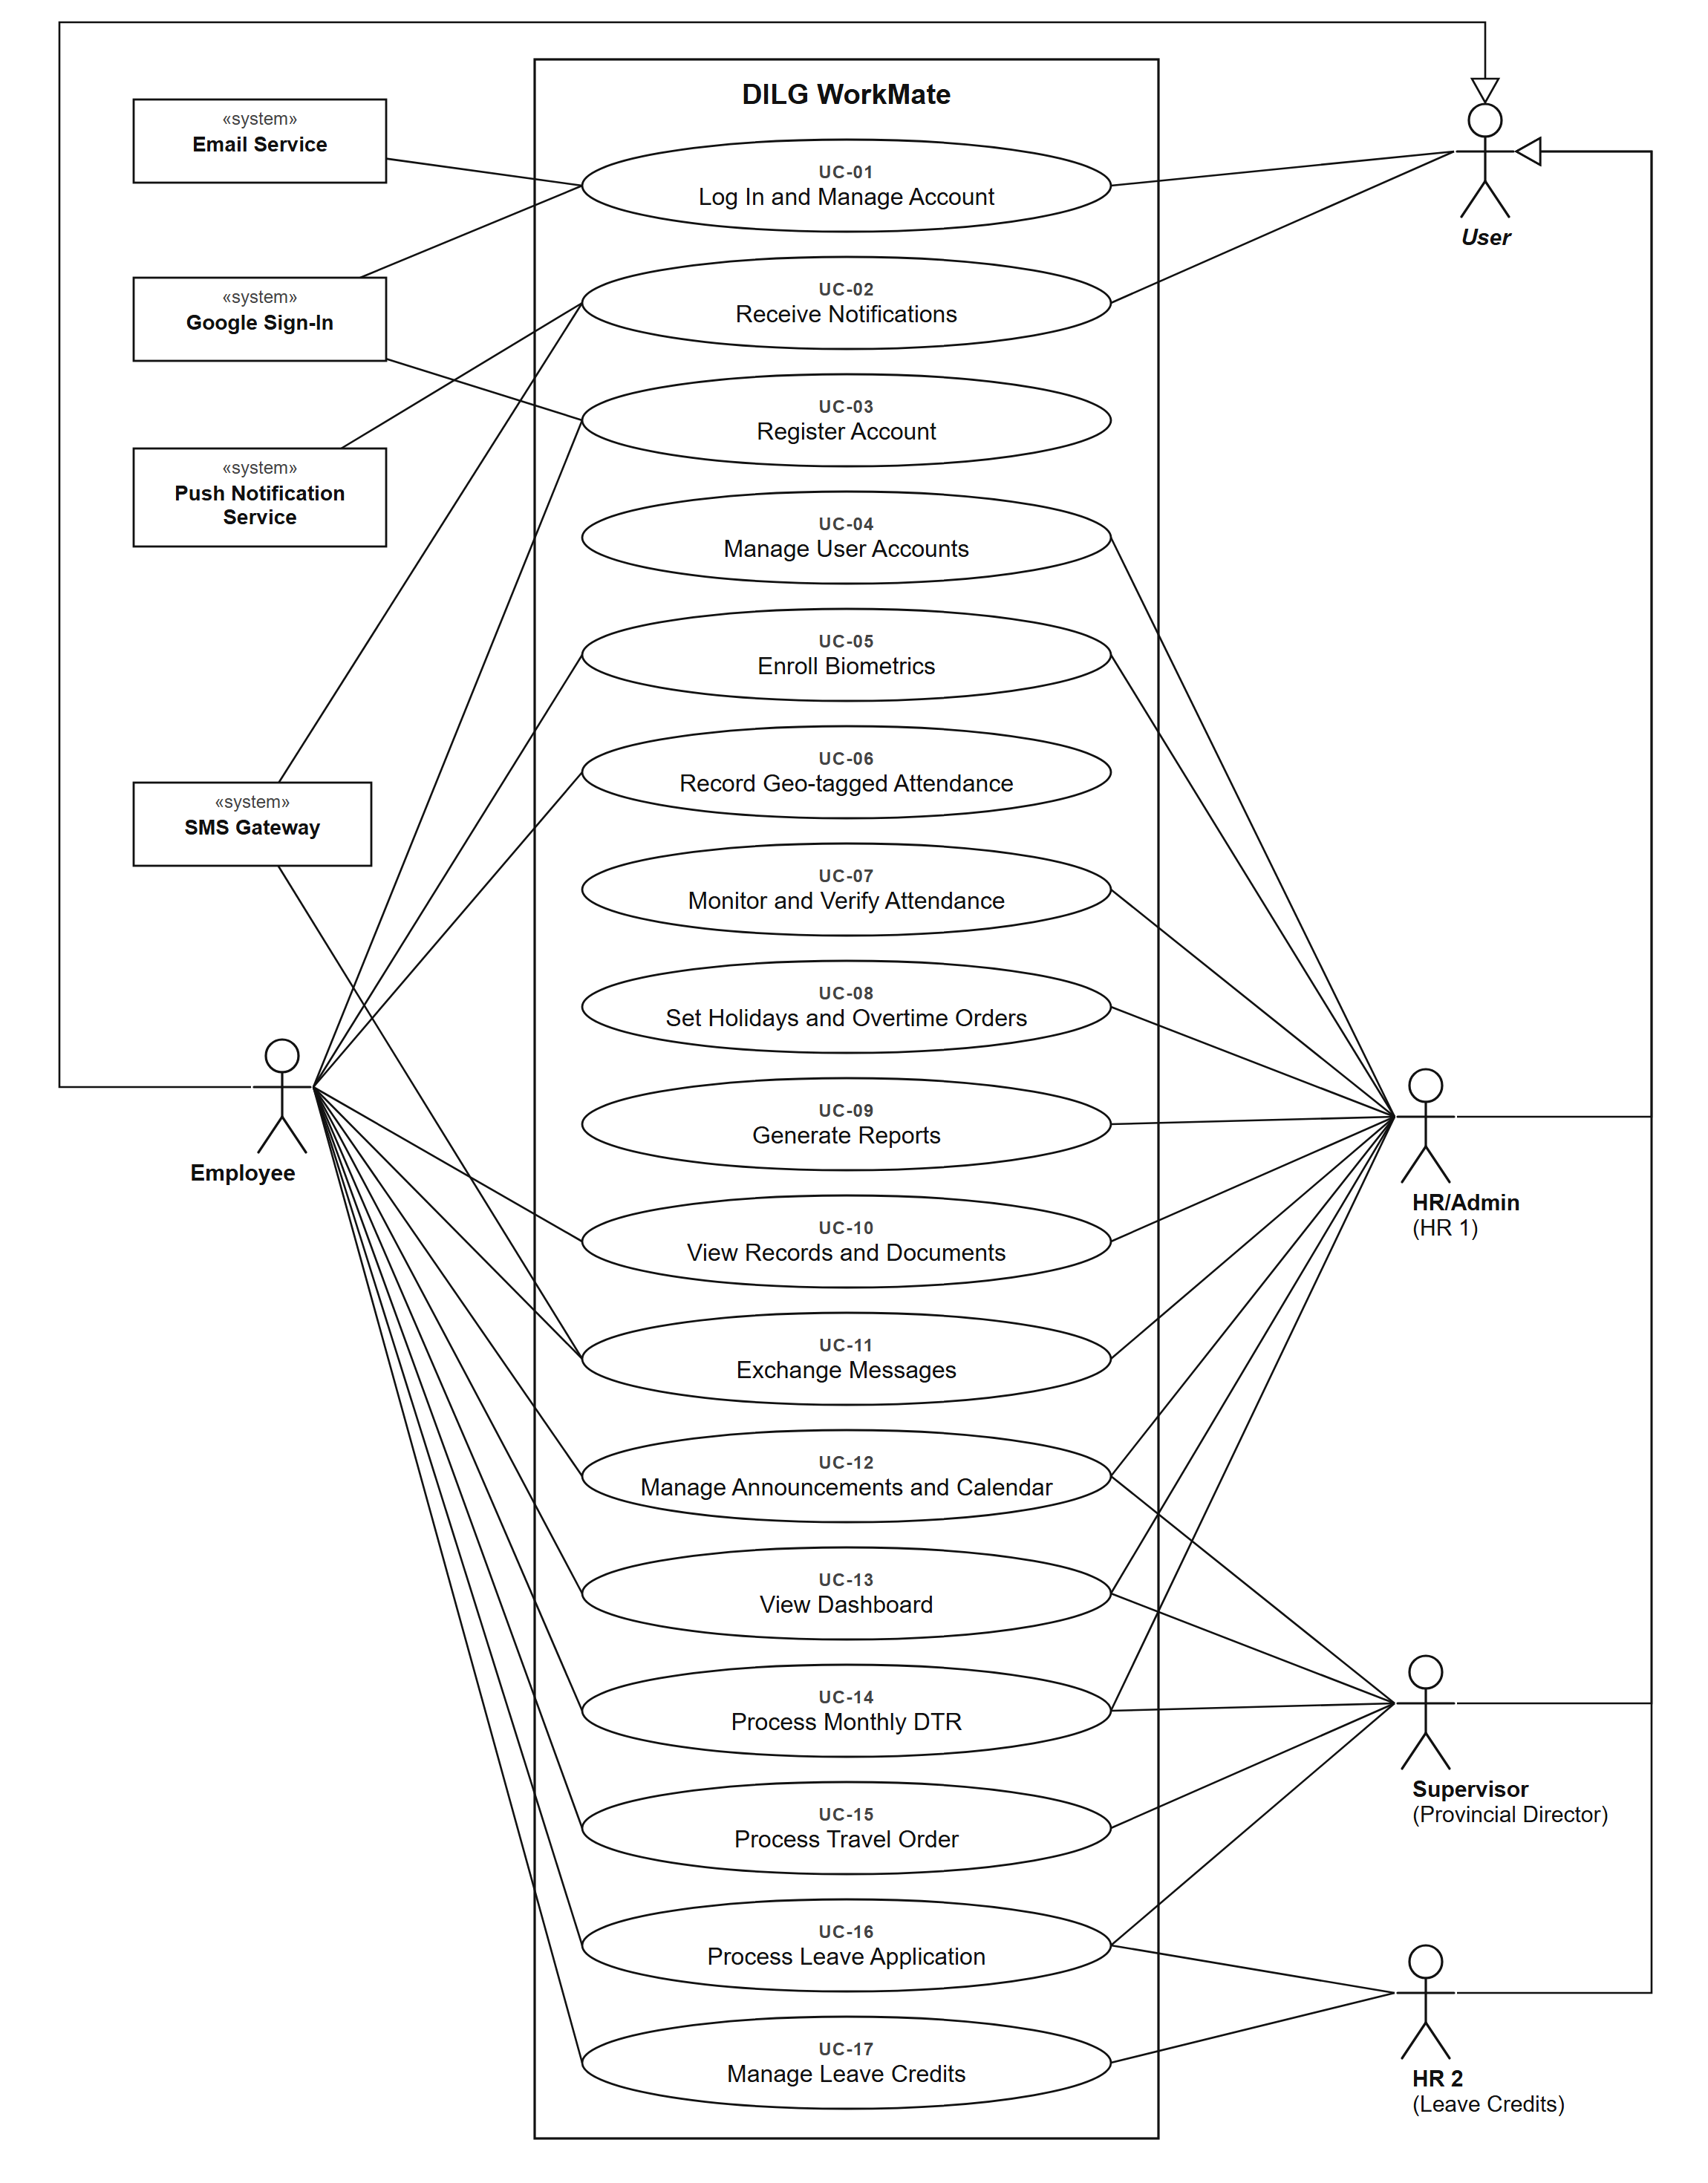 DILG WorkMate
«system»
Email Service
«system»
Google Sign-In
«system»
Push Notification
Service
«system»
SMS Gateway
Employee
UC-01
Log In and Manage Account
UC-02
Receive Notifications
UC-03
Register Account
UC-04
Manage User Accounts
UC-05
Enroll Biometrics
UC-06
Record Geo-tagged Attendance
UC-07
Monitor and Verify Attendance
UC-08
Set Holidays and Overtime Orders
UC-09
Generate Reports
UC-10
View Records and Documents
UC-11
Exchange Messages
UC-12
Manage Announcements and Calendar
UC-13
View Dashboard
UC-14
Process Monthly DTR
UC-15
Process Travel Order
UC-16
Process Leave Application
UC-17
Manage Leave Credits
User
HR/Admin
(HR 1)
Supervisor
(Provincial Director)
HR 2
(Leave Credits)